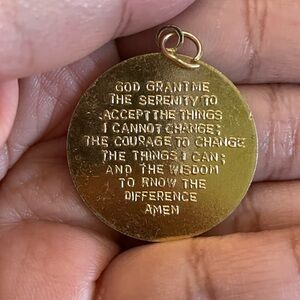 GOD GRANT ME
THE SERENITY TO
ACCEPT THE THINGS
I CANNOT CHANGE;
THE COURAGE TO CHANGE
THE THINGS I CAN;
AND THE WISDOM
TO KNOW THE
DIFFERENCE
AMEN